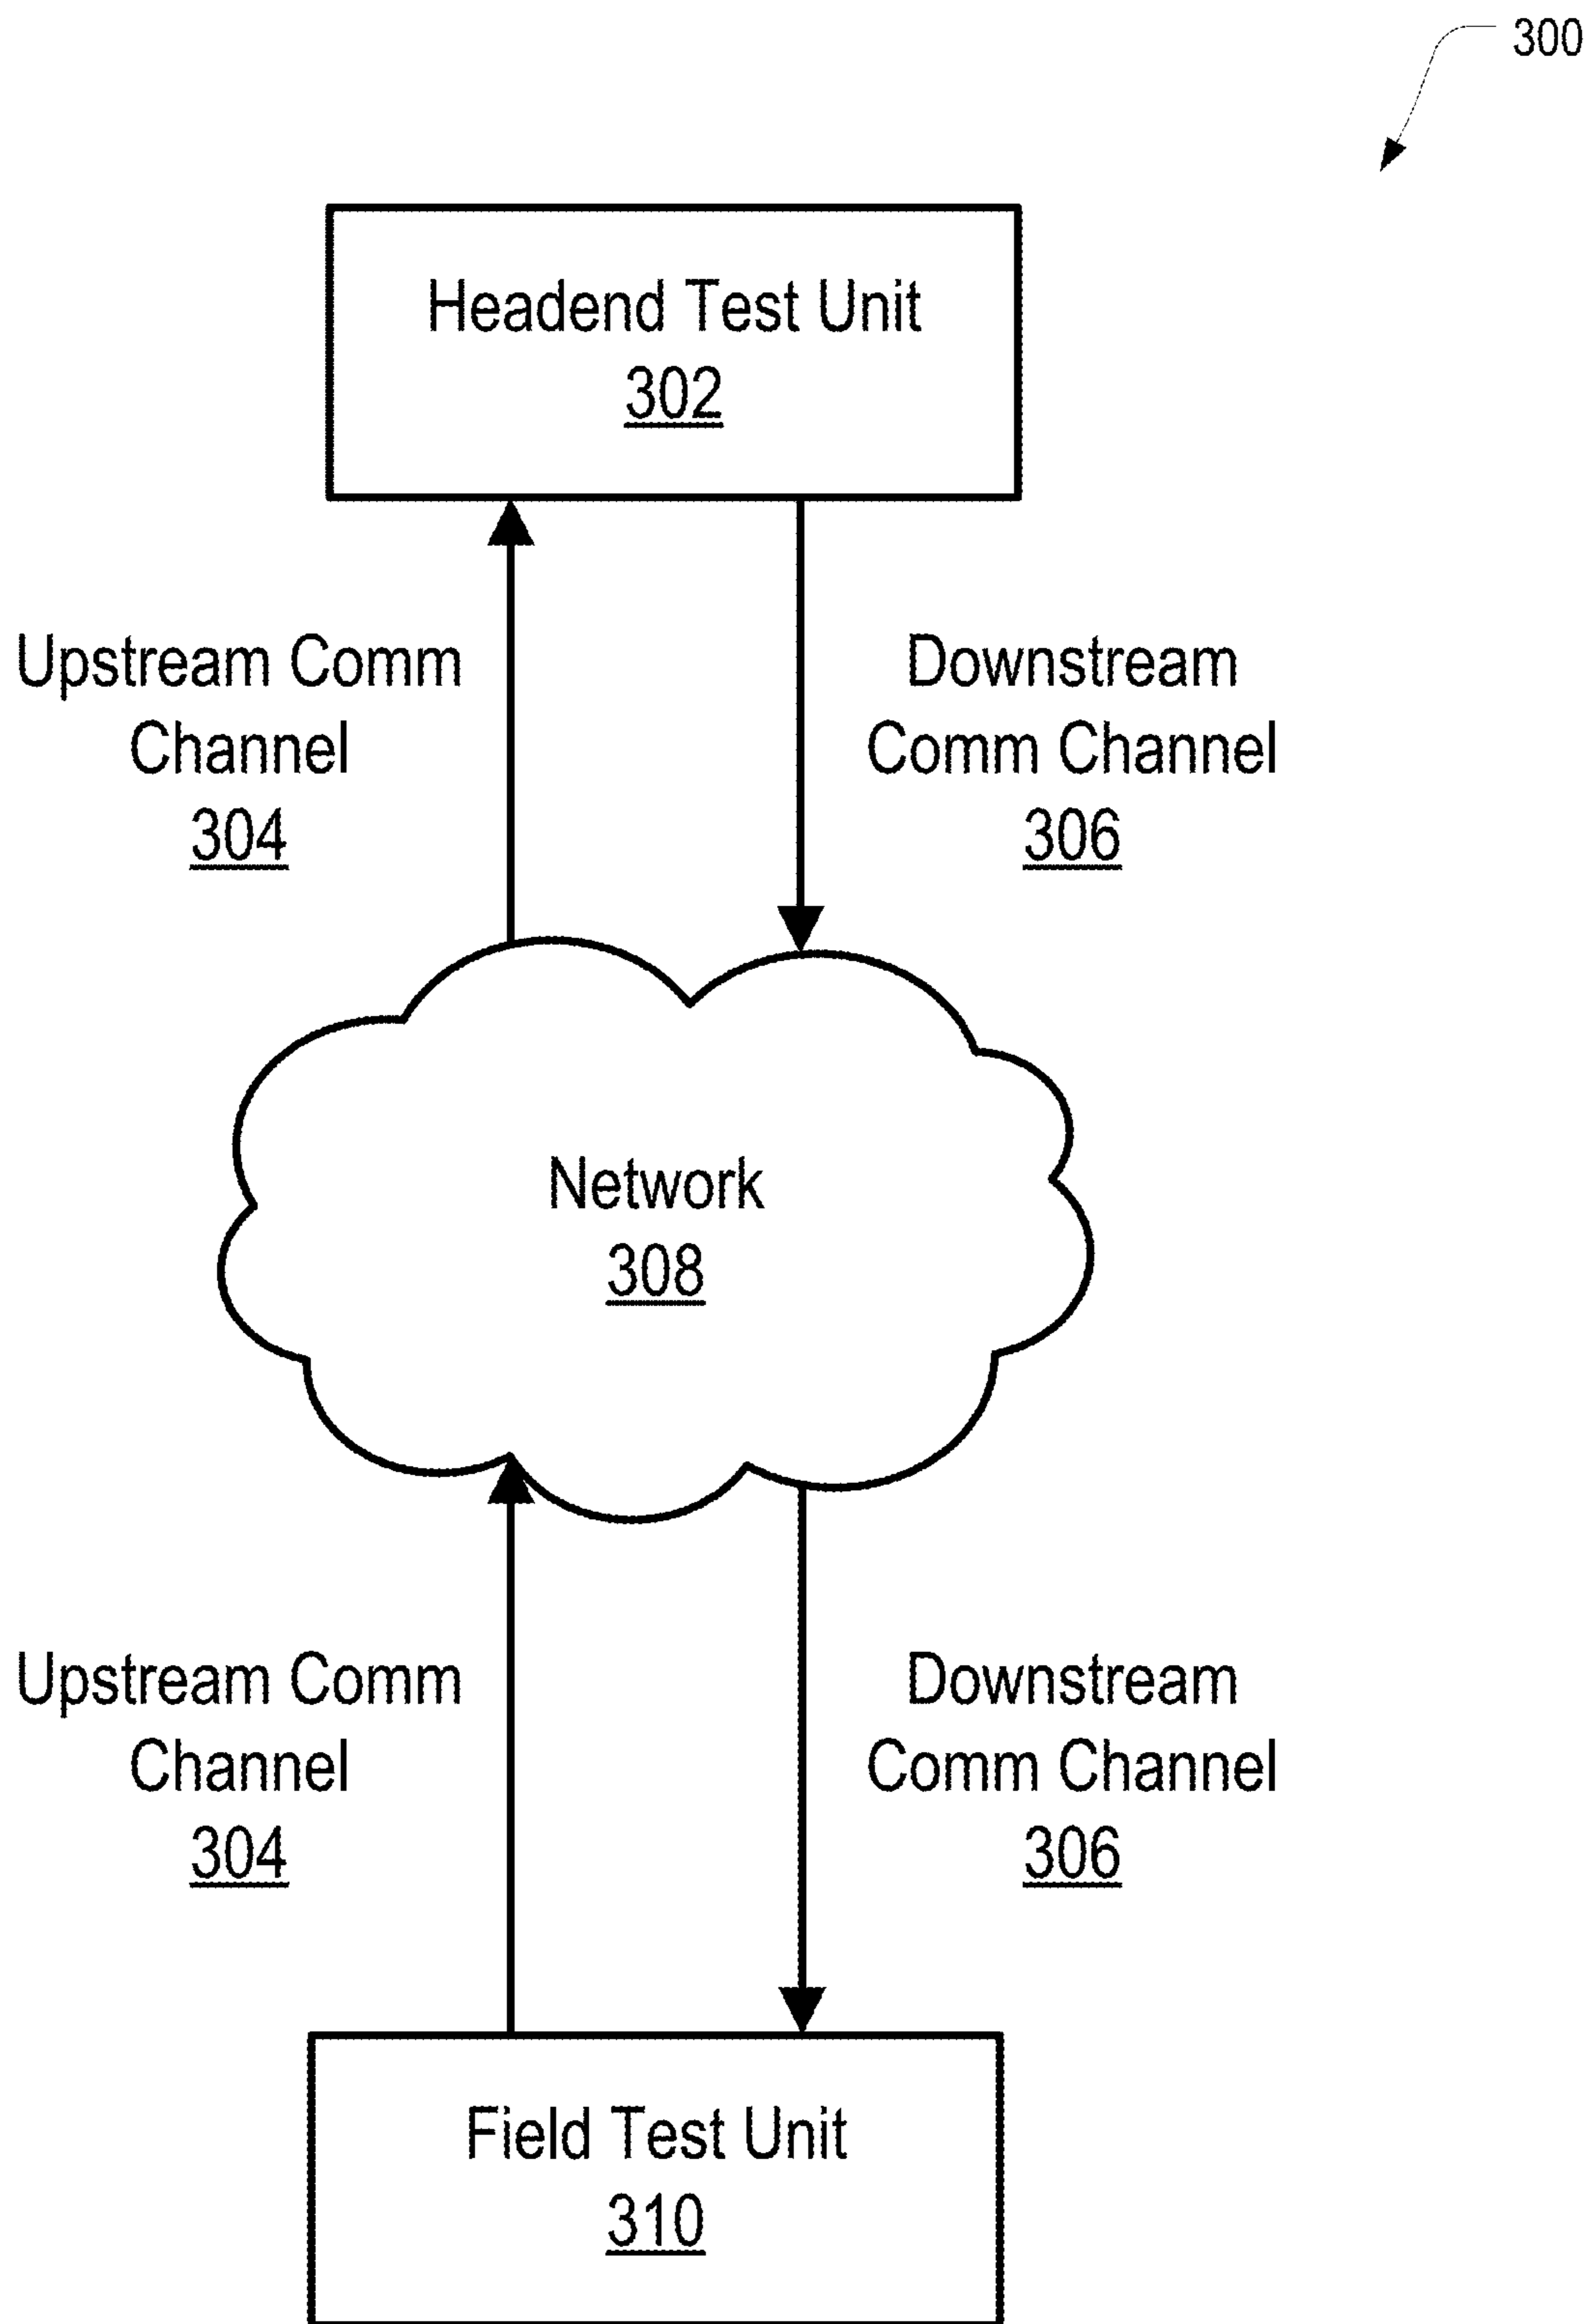 300
Headend Test Unit
302
Upstream Comm
Channel
304
Downstream
Comm Channel
306
Network
308
Upstream Comm
Channel
304
Downstream
Comm Channel
306
Field Test Unit
310